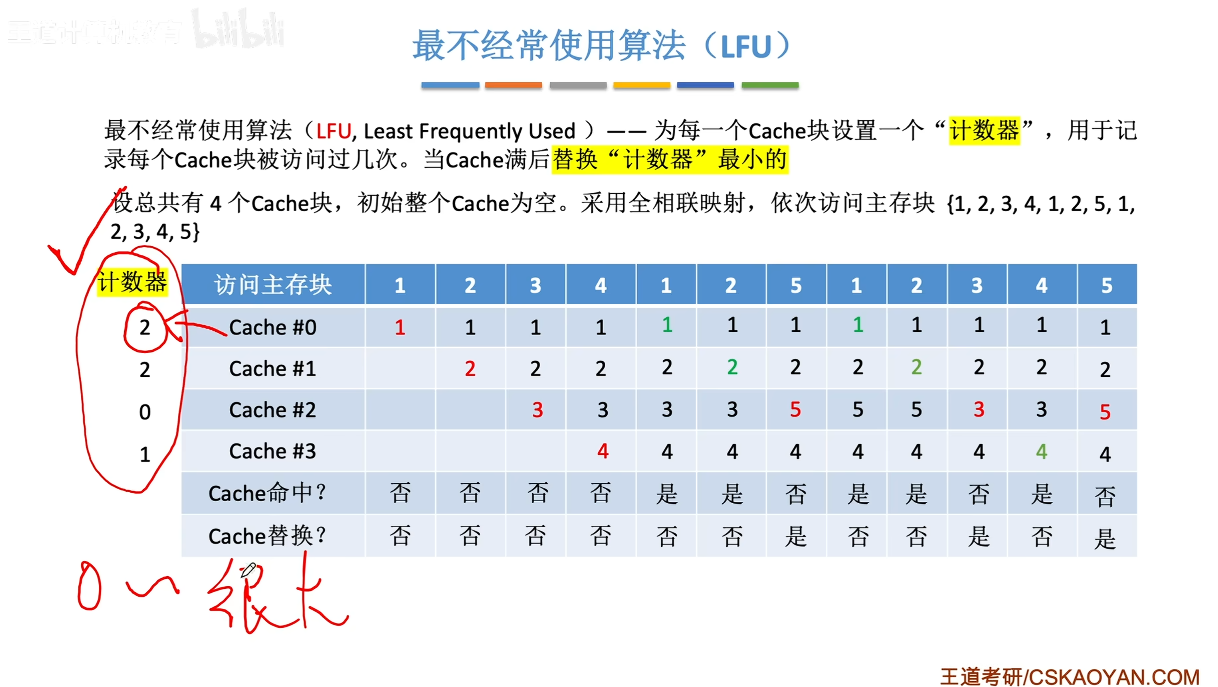 bilibili
最不经常使用算法（LFU）
最不经常使用算法（LFU, Least Frequently Used ）—— 为每一个Cache块设置一个“计数器”，用于记
录每个Cache块被访问过几次。当Cache满后替换“计数器”最小的
设总共有 4 个Cache块，初始整个Cache为空。采用全相联映射，依次访问主存块 {1, 2, 3, 4, 1, 2, 5, 1,
2, 3, 4, 5}
计数器 访问主存块 1 2 3 4 1 2 5 1 2 3 4 5
2 Cache #0 1 1 1 1 1 1 1 1 1 1 1 1
2 Cache #1 2 2 2 2 2 2 2 2 2 2 2
0 Cache #2 3 3 3 3 5 5 5 3 3 5
1 Cache #3 4 4 4 4 4 4 4 4 4
Cache命中？ 否 否 否 否 是 是 否 是 是 否 是 否
Cache替换？ 否 否 否 否 否 否 是 否 否 是 否 是
0 ~ 很大
王道考研/CSKAOYAN.COM